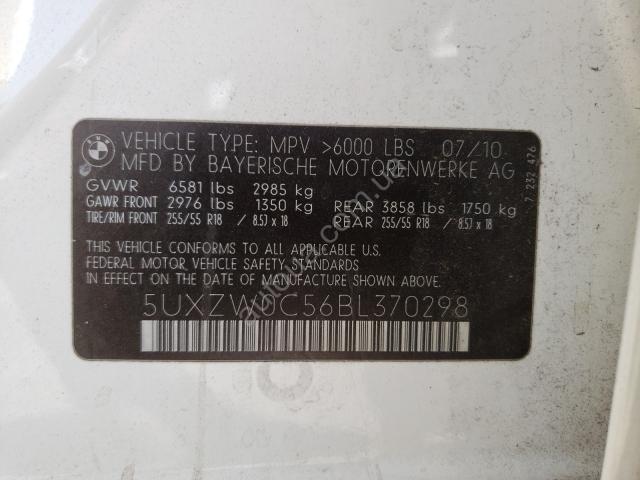 VEHICLE TYPE: MPV >6000 LBS 07/10
MFD BY BAYERISCHE MOTORENWERKE AG
GVWR 6581 lbs 2985 kg
GAWR FRONT 2976 lbs 1350 kg REAR 3858 lbs 1750 kg
TIRE/RIM FRONT 255/55 R18 / 8.5J x 18 REAR 255/55 R18 / 8.5J x 18
THIS VEHICLE CONFORMS TO ALL APPLICABLE U.S.
FEDERAL MOTOR VEHICLE SAFETY STANDARDS IN
EFFECT ON THE DATE OF MANUFACTURE SHOWN ABOVE.
5UXZW0C56BL370298
7 232 476